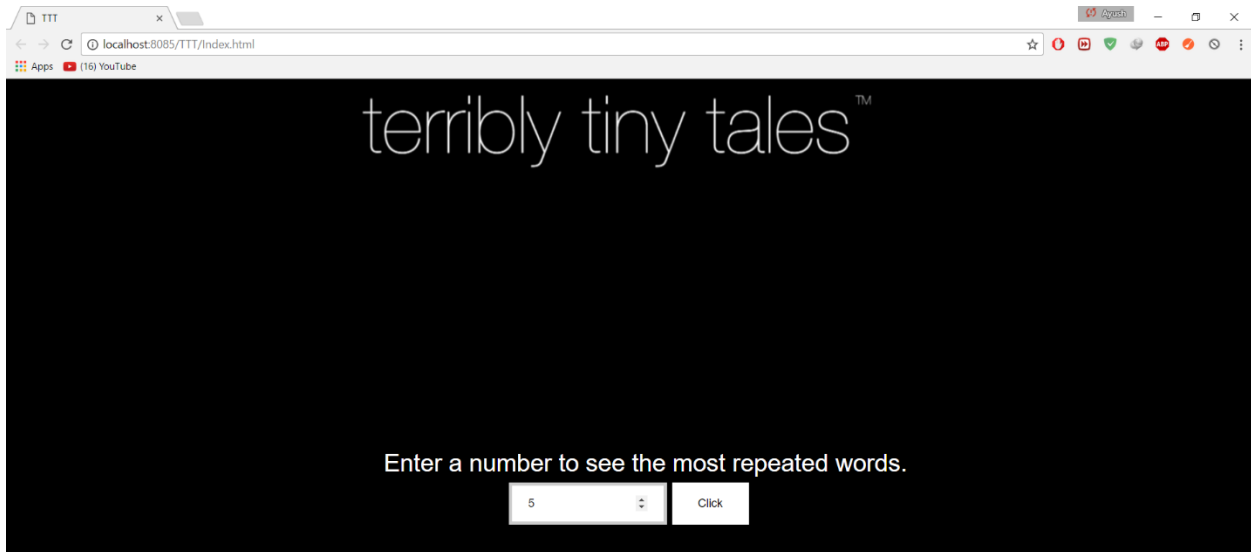 TTT
Ayush
localhost:8085/TTT/Index.html
ABP
Apps (16) YouTube
terribly tiny tales™
Enter a number to see the most repeated words.
5 Click